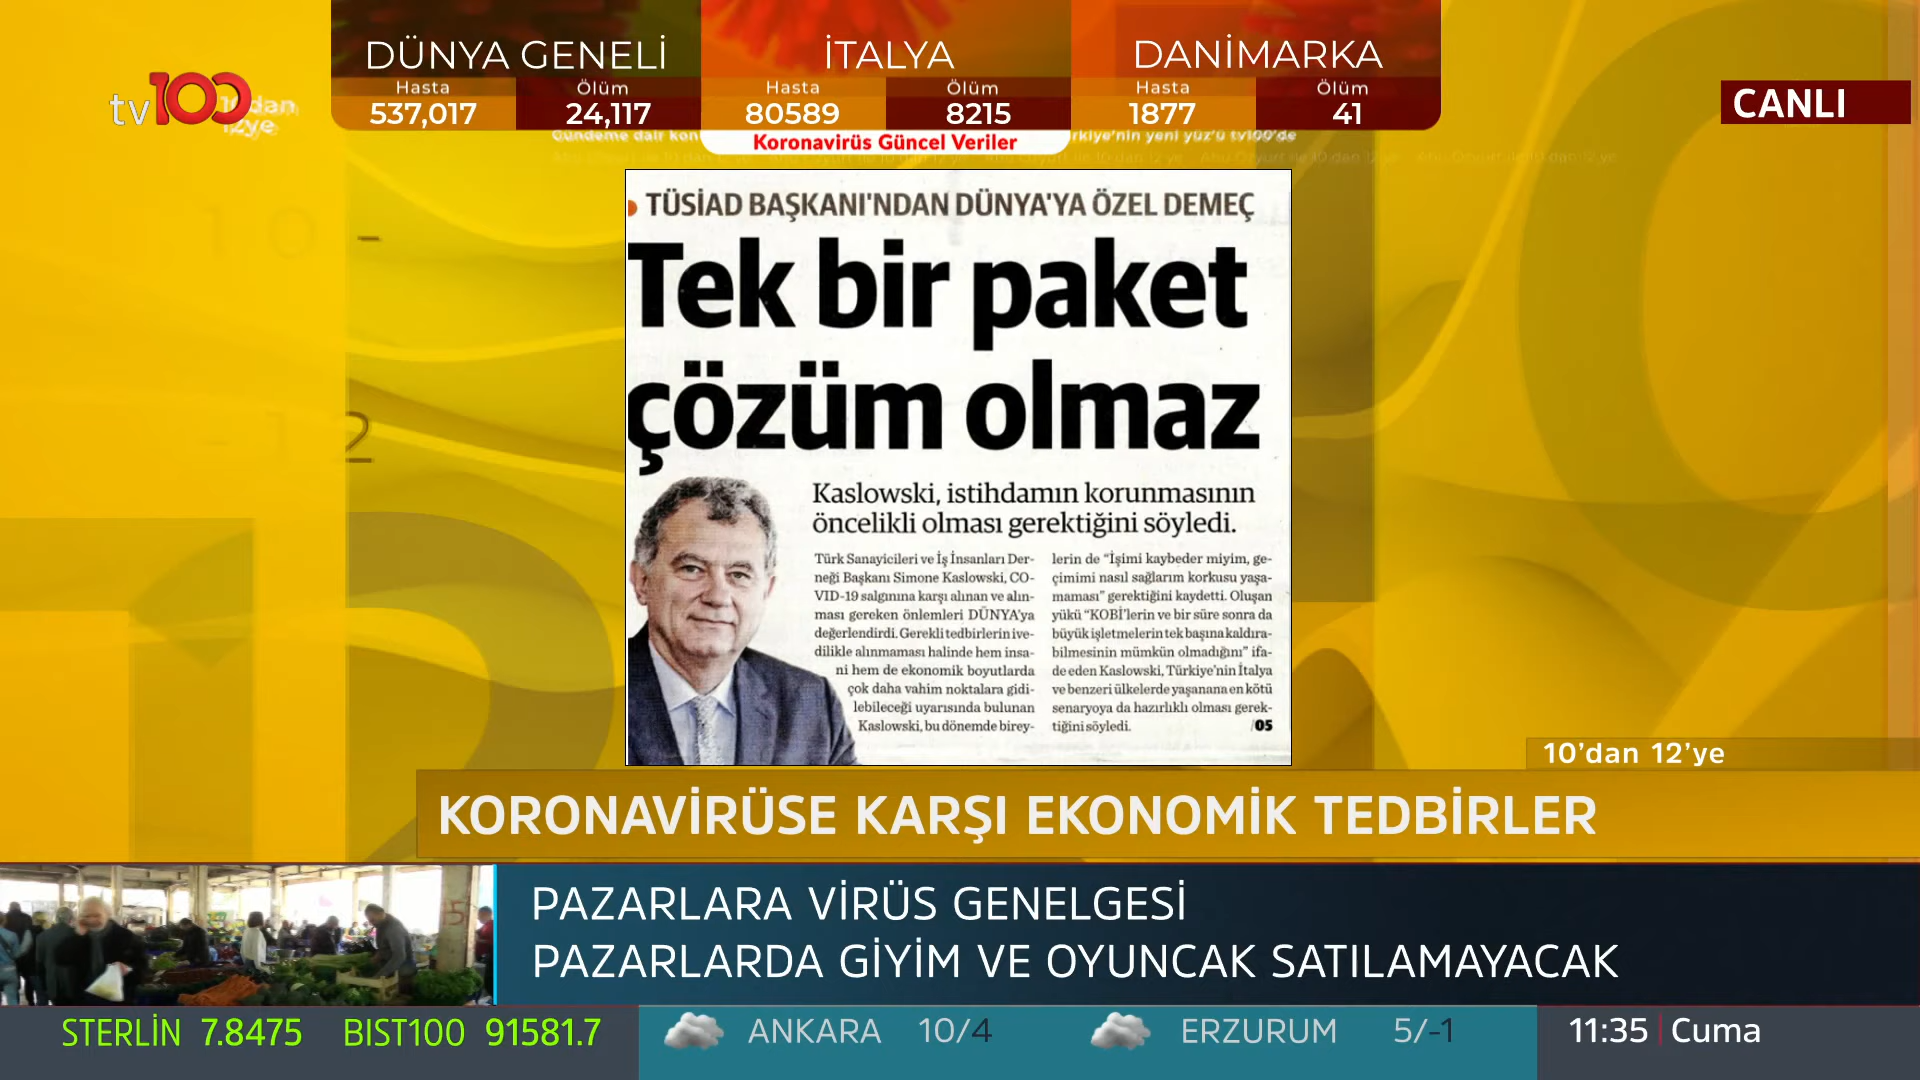 DÜNYA GENELİ
Hasta
Ölüm
537,017
24,117
İTALYA
Hasta
Ölüm
80589
8215
DANİMARKA
Hasta
Ölüm
1877
41
Koronavirüs Güncel Veriler
tv100
10'dan
12'ye
CANLI
TÜSİAD BAŞKANI'NDAN DÜNYA'YA ÖZEL DEMEÇ
Tek bir paket
çözüm olmaz
Kaslowski, istihdamın korunmasının
öncelikli olması gerektiğini söyledi.
Türk Sanayicileri ve İş İnsanları Der-
neği Başkanı Simone Kaslowski, CO-
VID-19 salgınına karşı alınan ve alın-
ması gereken önlemleri DÜNYA'ya
değerlendirdi. Gerekli tedbirlerin ive-
dilikle alınmaması halinde hem insa-
ni hem de ekonomik boyutlarda
çok daha vahim noktalara gidi-
lebileceği uyarısında bulunan
Kaslowski, bu dönemde birey-
lerin de “İşimi kaybeder miyim, ge-
çimimi nasıl sağlarım korkusu yaşa-
maması” gerektiğini kaydetti. Oluşan
yükü “KOBİ'lerin ve bir süre sonra da
büyük işletmelerin tek başına kaldıra-
bilmesinin mümkün olmadığını” ifa-
de eden Kaslowski, Türkiye'nin İtalya
ve benzeri ülkelerde yaşanana en kötü
senaryoya da hazırlıklı olması gerek-
tiğini söyledi. /05
10'dan 12'ye
KORONAVİRÜSE KARŞI EKONOMİK TEDBİRLER
PAZARLARA VİRÜS GENELGESİ
PAZARLARDA GİYİM VE OYUNCAK SATILAMAYACAK
STERLİN 7.8475 BIST100 91581.7
ANKARA 10/4 ERZURUM 5/-1
11:35 Cuma